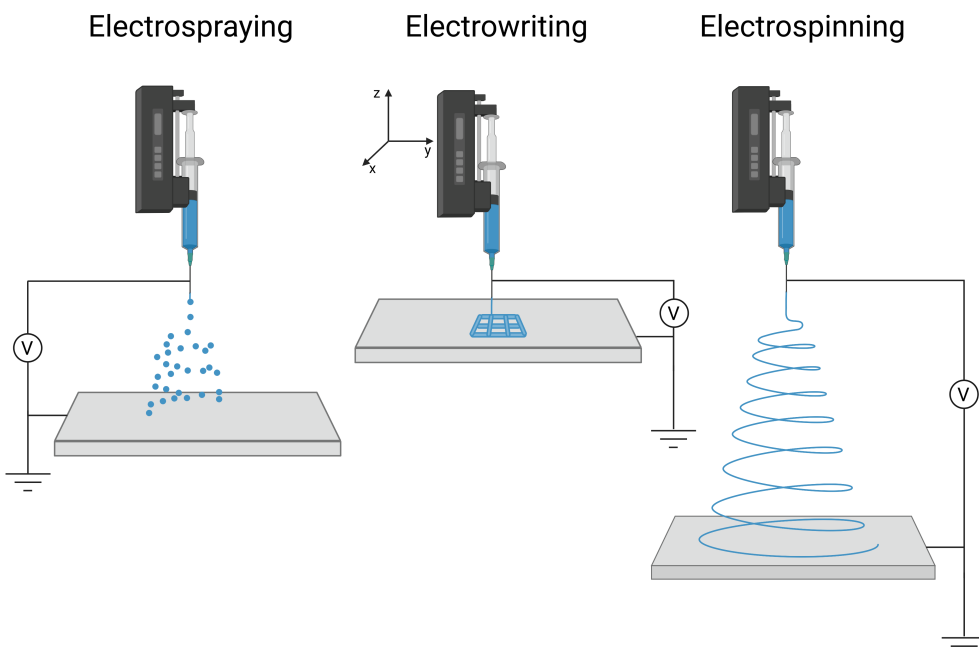 Electrospraying
Electrowriting
Electrospinning
z
y
x
V
V
V